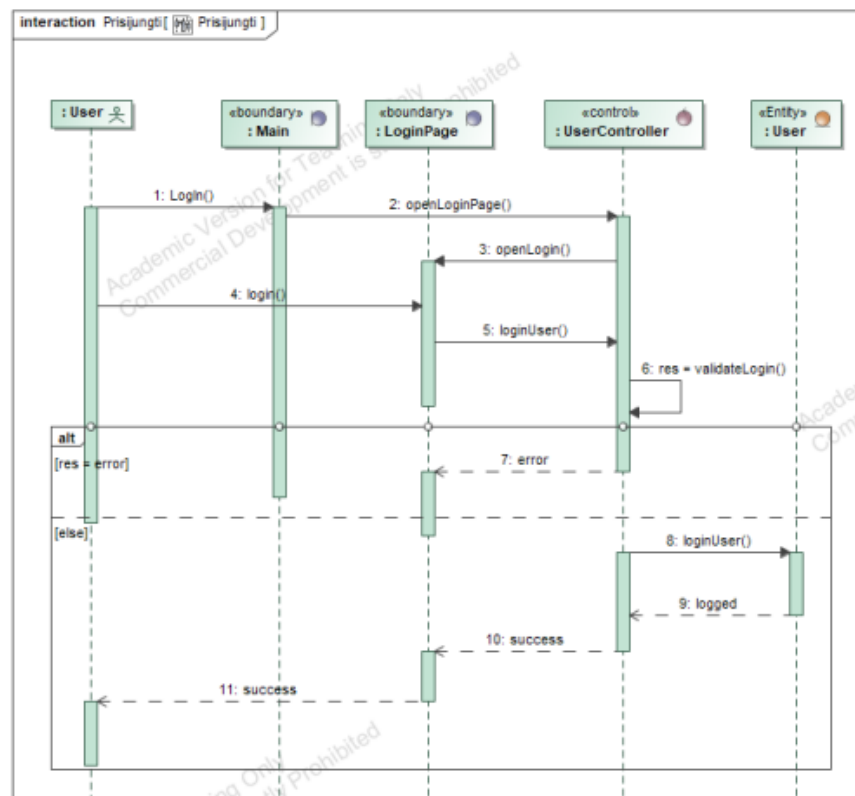 interaction Prisijungti[ Prisijungti ]
: User
«boundary»
: Main
«boundary»
: LoginPage
«control»
: UserController
«Entity»
: User
Academic Version for Teaching Only
Commercial Development is strictly Prohibited
1: LogIn()
2: openLoginPage()
3: openLogin()
4: login()
5: loginUser()
6: res = validateLogin()
alt
[res = error]
7: error
[else]
8: loginUser()
9: logged
10: success
11: success